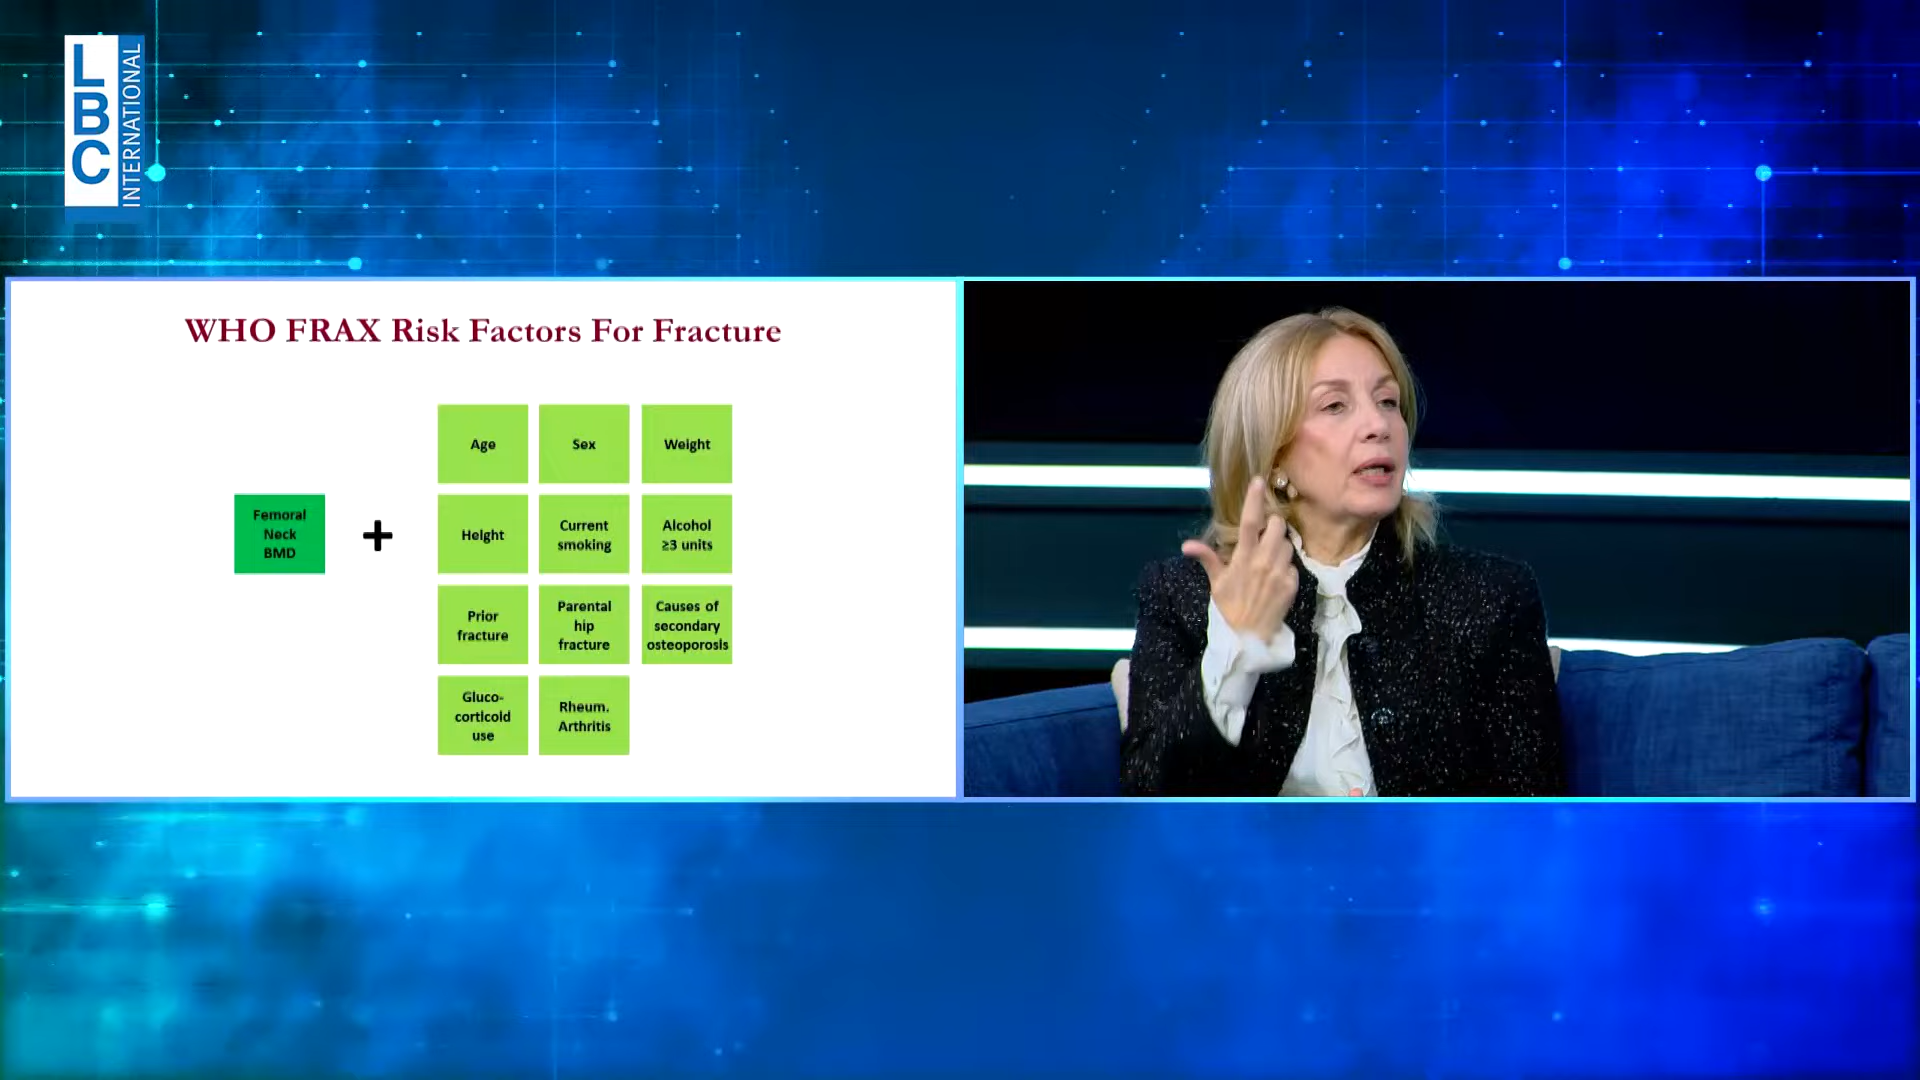 LBC
INTERNATIONAL
WHO FRAX Risk Factors For Fracture
Femoral
Neck
BMD
+
Age
Sex
Weight
Height
Current
smoking
Alcohol
≥3 units
Prior
fracture
Parental
hip
fracture
Causes of
secondary
osteoporosis
Gluco-
corticoid
use
Rheum.
Arthritis